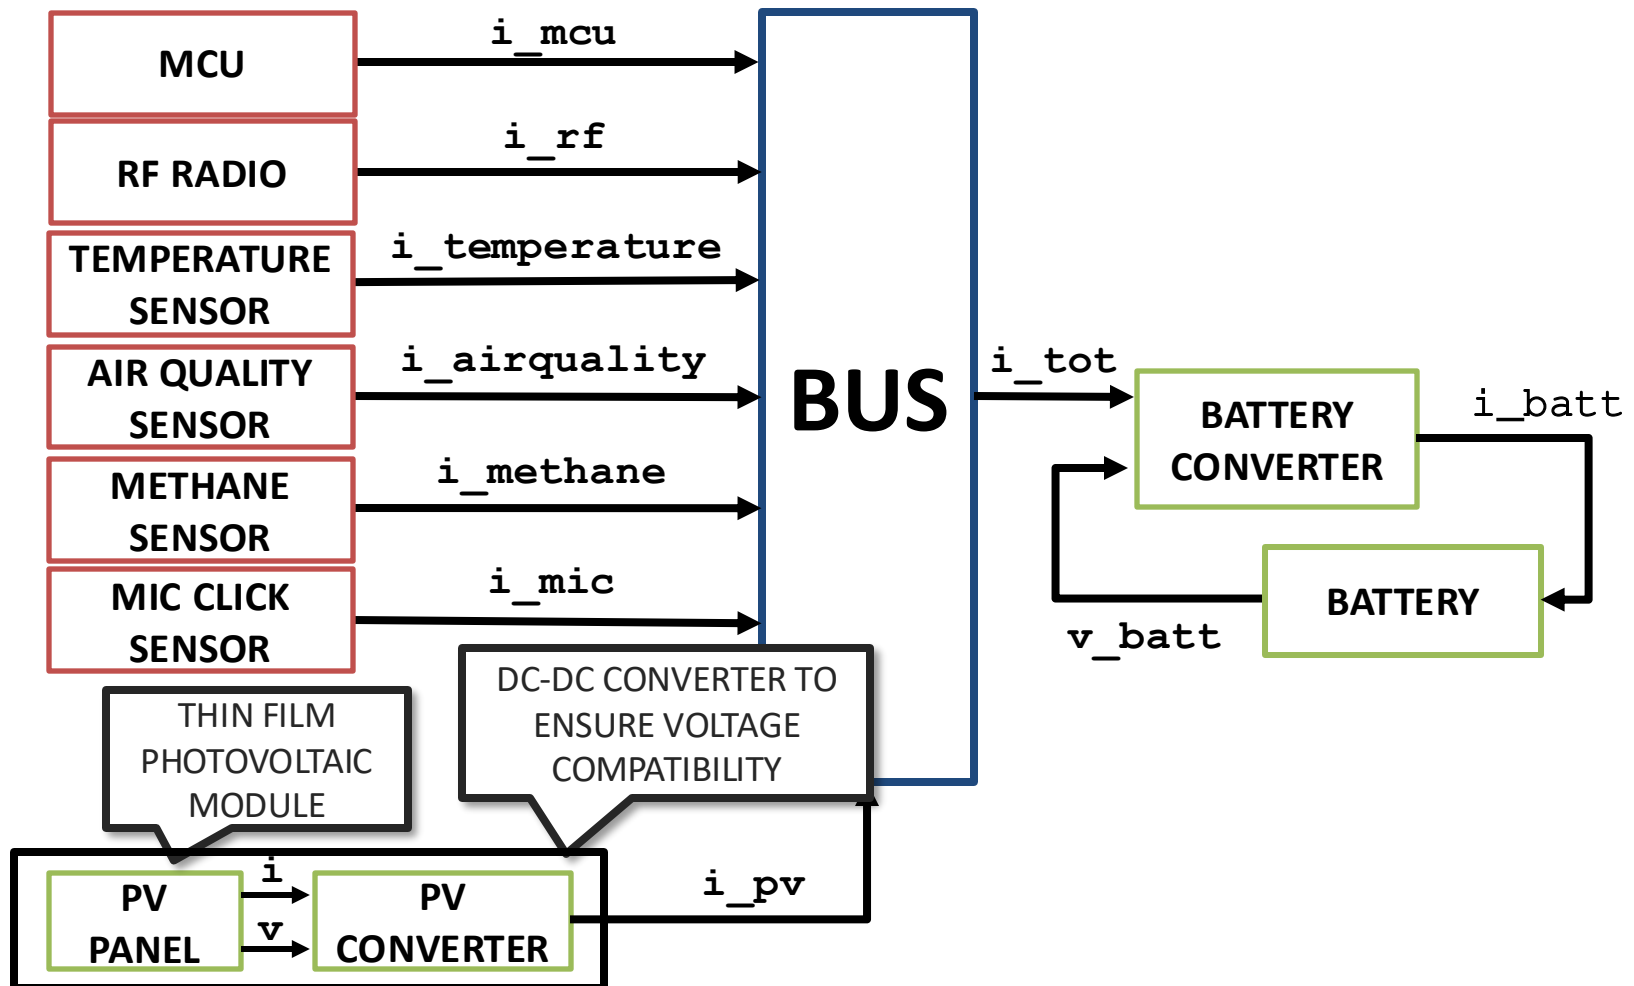 MCU
i_mcu
RF RADIO
i_rf
TEMPERATURE
SENSOR
i_temperature
AIR QUALITY
SENSOR
i_airquality
METHANE
SENSOR
i_methane
MIC CLICK
SENSOR
i_mic
BUS
i_tot
BATTERY
CONVERTER
i_batt
BATTERY
v_batt
THIN FILM
PHOTOVOLTAIC
MODULE
DC-DC CONVERTER TO
ENSURE VOLTAGE
COMPATIBILITY
PV
PANEL
i
v
PV
CONVERTER
i_pv